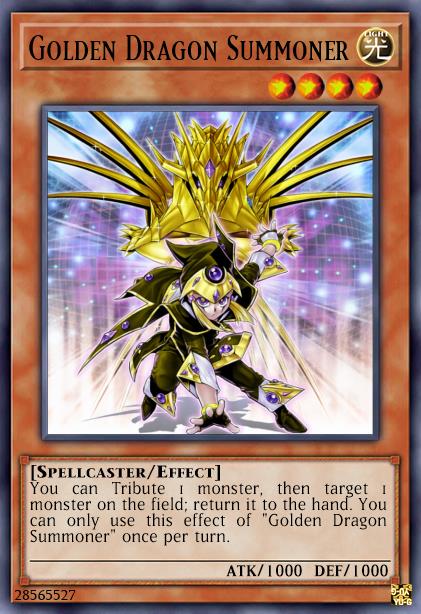 GOLDEN DRAGON SUMMONER
LIGHT
光
[SPELLCASTER/EFFECT]
You can Tribute 1 monster, then target 1
monster on the field; return it to the hand. You
can only use this effect of "Golden Dragon
Summoner" once per turn.
ATK/1000 DEF/1000
28565527